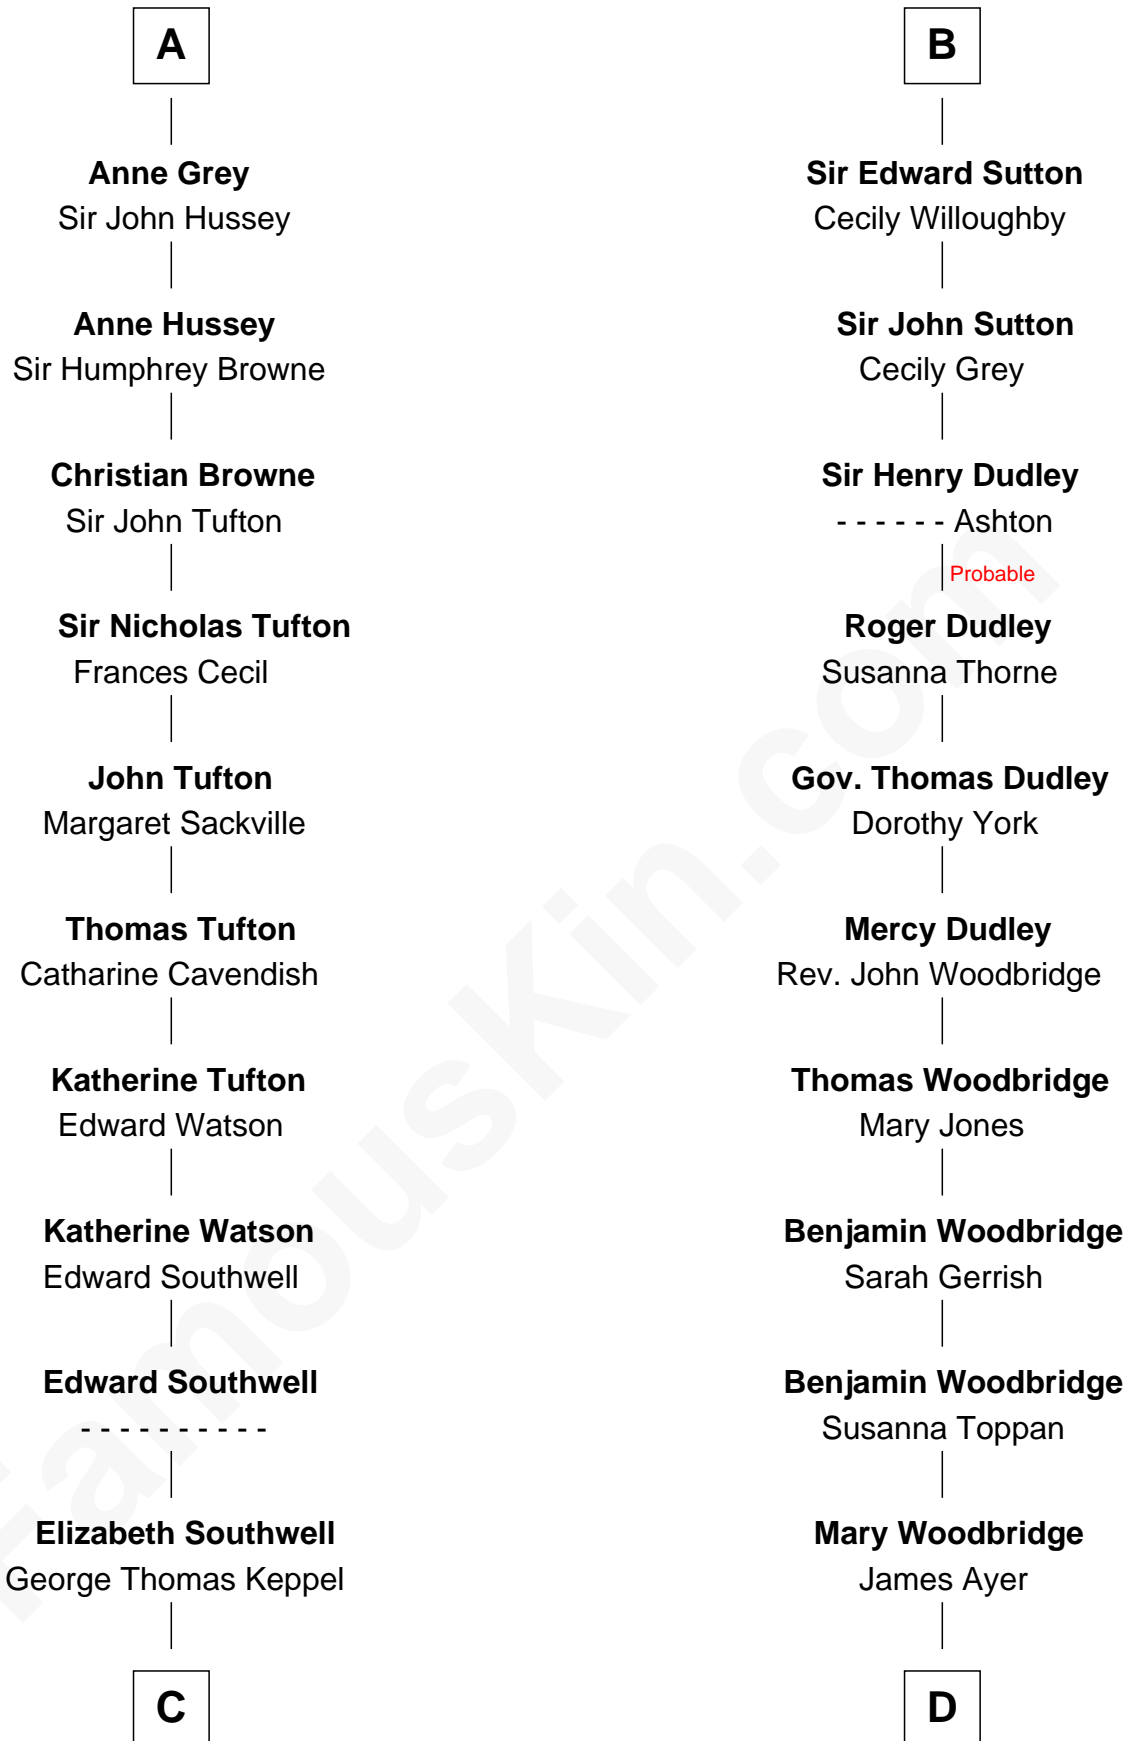 A
Anne Grey
Sir John Hussey
Anne Hussey
Sir Humphrey Browne
Christian Browne
Sir John Tufton
Sir Nicholas Tufton
Frances Cecil
John Tufton
Margaret Sackville
Thomas Tufton
Catharine Cavendish
Katherine Tufton
Edward Watson
Katherine Watson
Edward Southwell
Edward Southwell
- - - - - - - - - -
Elizabeth Southwell
George Thomas Keppel
C
B
Sir Edward Sutton
Cecily Willoughby
Sir John Sutton
Cecily Grey
Sir Henry Dudley
- - - - - - Ashton
Probable
Roger Dudley
Susanna Thorne
Gov. Thomas Dudley
Dorothy York
Mercy Dudley
Rev. John Woodbridge
Thomas Woodbridge
Mary Jones
Benjamin Woodbridge
Sarah Gerrish
Benjamin Woodbridge
Susanna Toppan
Mary Woodbridge
James Ayer
D
FamousKin.com